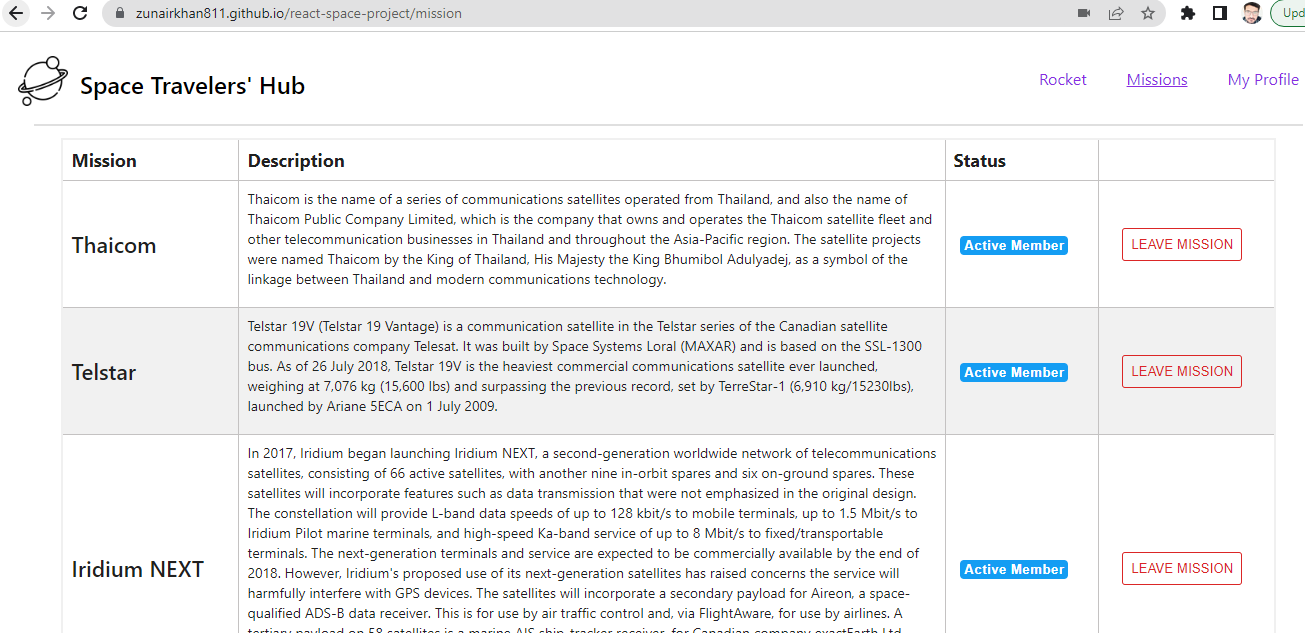 zunairkhan811.github.io/react-space-project/mission
Upd
Space Travelers' Hub
Rocket Missions My Profile
Mission Description Status
Thaicom is the name of a series of communications satellites operated from Thailand, and also the name of
Thaicom Public Company Limited, which is the company that owns and operates the Thaicom satellite fleet and
other telecommunication businesses in Thailand and throughout the Asia-Pacific region. The satellite projects
were named Thaicom by the King of Thailand, His Majesty the King Bhumibol Adulyadej, as a symbol of the
linkage between Thailand and modern communications technology.
Thaicom
Active Member
LEAVE MISSION
Telstar 19V (Telstar 19 Vantage) is a communication satellite in the Telstar series of the Canadian satellite
communications company Telesat. It was built by Space Systems Loral (MAXAR) and is based on the SSL-1300
bus. As of 26 July 2018, Telstar 19V is the heaviest commercial communications satellite ever launched,
weighing at 7,076 kg (15,600 lbs) and surpassing the previous record, set by TerreStar-1 (6,910 kg/15230lbs),
launched by Ariane 5ECA on 1 July 2009.
Telstar
Active Member
LEAVE MISSION
In 2017, Iridium began launching Iridium NEXT, a second-generation worldwide network of telecommunications
satellites, consisting of 66 active satellites, with another nine in-orbit spares and six on-ground spares. These
satellites will incorporate features such as data transmission that were not emphasized in the original design.
The constellation will provide L-band data speeds of up to 128 kbit/s to mobile terminals, up to 1.5 Mbit/s to
Iridium Pilot marine terminals, and high-speed Ka-band service of up to 8 Mbit/s to fixed/transportable
terminals. The next-generation terminals and service are expected to be commercially available by the end of
2018. However, Iridium's proposed use of its next-generation satellites has raised concerns the service will
harmfully interfere with GPS devices. The satellites will incorporate a secondary payload for Aireon, a space-
qualified ADS-B data receiver. This is for use by air traffic control and, via FlightAware, for use by airlines. A
tertiary payload on 58 satellites is a marine AIS ship-tracker receiver, for Canadian company exactEarth Ltd
Iridium NEXT
Active Member
LEAVE MISSION